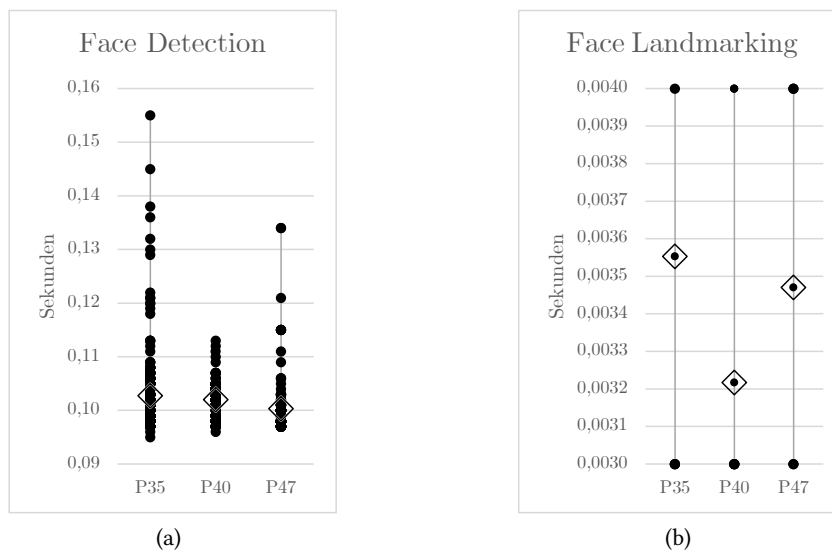 Face Detection
Sekunden
0,16
0,15
0,14
0,13
0,12
0,11
0,10
0,09
P35 P40 P47
(a)
Face Landmarking
Sekunden
0,0040
0,0039
0,0038
0,0037
0,0036
0,0035
0,0034
0,0033
0,0032
0,0031
0,0030
P35 P40 P47
(b)